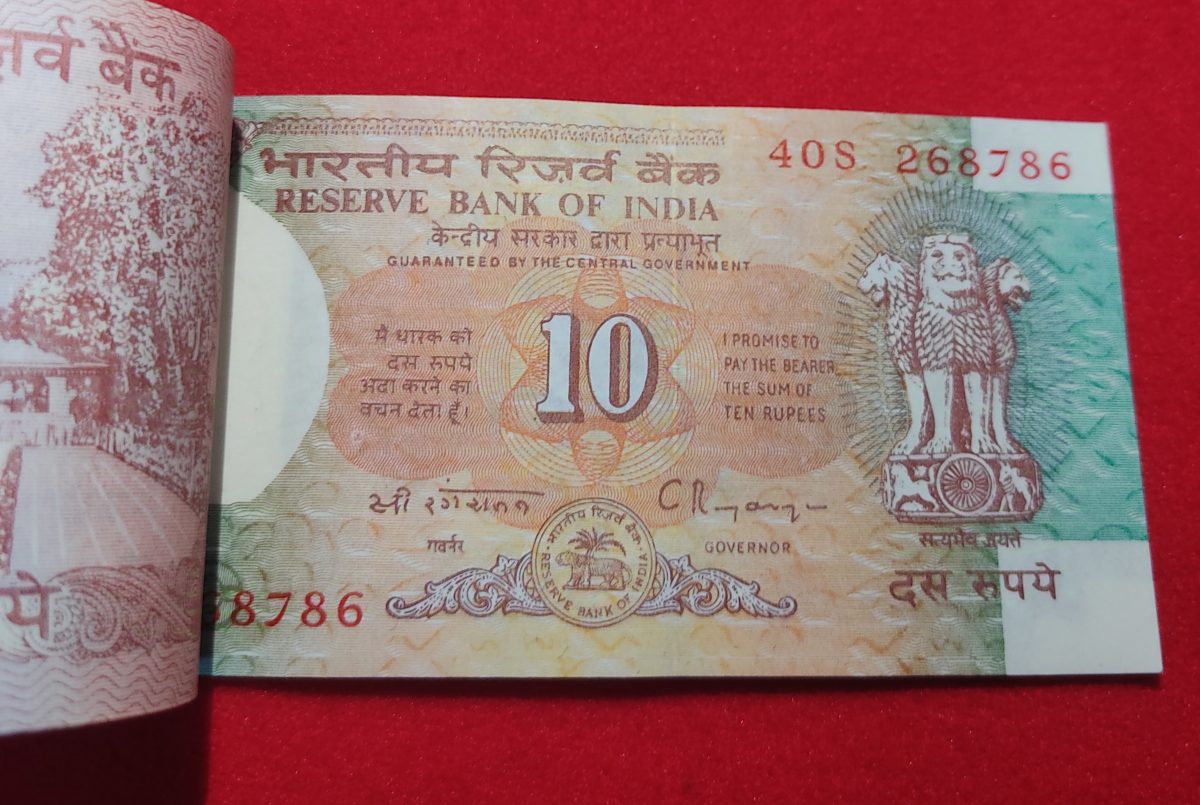 र्व बैंक
ये
भारतीय रिज़र्व बैंक
40S 268786
RESERVE BANK OF INDIA
केन्द्रीय सरकार द्वारा प्रत्याभूत
GUARANTEED BY THE CENTRAL GOVERNMENT
मैं धारक को
दस रुपये
अदा करने का
वचन देता हूँ।
10
I PROMISE TO
PAY THE BEARER
THE SUM OF
TEN RUPEES
गवर्नर
GOVERNOR
भारतीय रिज़र्व बैंक
RESERVE BANK OF INDIA
सत्यमेव जयते
दस रुपये
8786